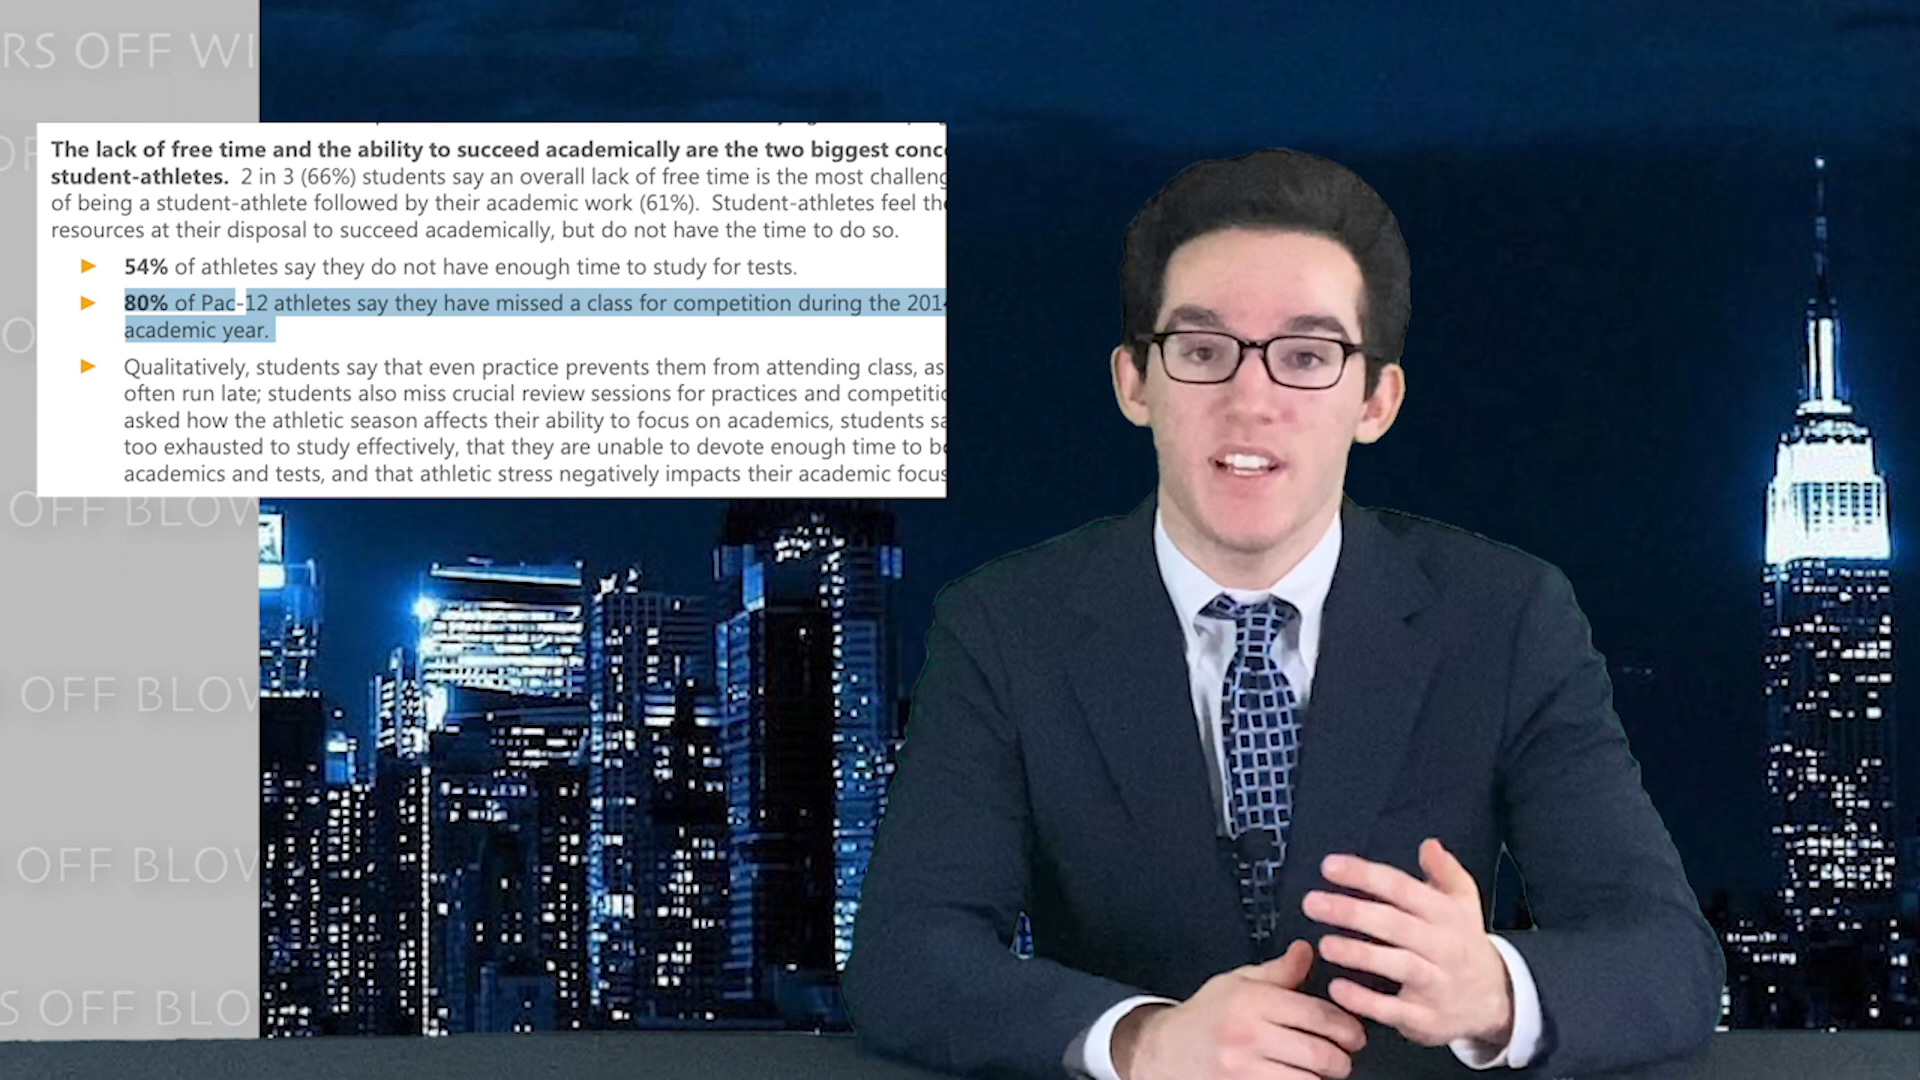 RS OFF WI
The lack of free time and the ability to succeed academically are the two biggest conc
student-athletes. 2 in 3 (66%) students say an overall lack of free time is the most challeng
of being a student-athlete followed by their academic work (61%). Student-athletes feel the
resources at their disposal to succeed academically, but do not have the time to do so.
54% of athletes say they do not have enough time to study for tests.
80% of Pac-12 athletes say they have missed a class for competition during the 201
academic year.
Qualitatively, students say that even practice prevents them from attending class, as
often run late; students also miss crucial review sessions for practices and competitio
asked how the athletic season affects their ability to focus on academics, students sa
too exhausted to study effectively, that they are unable to devote enough time to bo
academics and tests, and that athletic stress negatively impacts their academic focus
OFF BLOW
OFF BLOV
OFF BLOV
S OFF BLO